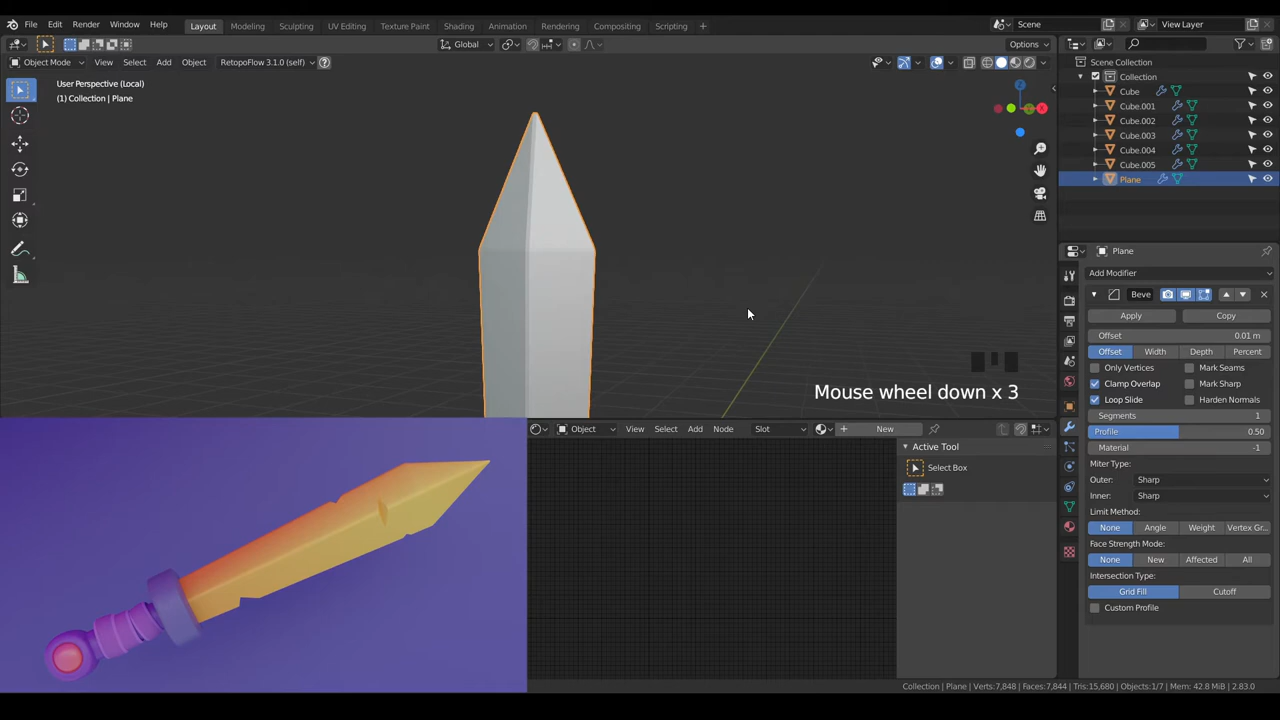 File Edit Render Window Help Layout Modeling Sculpting UV Editing Texture Paint Shading Animation Rendering Compositing Scripting + Scene View Layer
Global Options
Object Mode View Select Add Object RetopoFlow 3.1.0 (self)
User Perspective (Local)
(1) Collection | Plane
Z
X
Scene Collection
Collection
Cube
Cube.001
Cube.002
Cube.003
Cube.004
Cube.005
Plane
Plane
Add Modifier
Beve
Apply Copy
Offset 0.01 m
Offset Width Depth Percent
Only Vertices Mark Seams
Clamp Overlap Mark Sharp
Loop Slide Harden Normals
Segments 1
Profile 0.50
Material -1
Miter Type:
Outer: Sharp
Inner: Sharp
Limit Method:
None Angle Weight Vertex Gr...
Face Strength Mode:
None New Affected All
Intersection Type:
Grid Fill Cutoff
Custom Profile
Mouse wheel down x 3
Object View Select Add Node Slot + New
Active Tool
Select Box
Collection | Plane | Verts:7,848 | Faces:7,844 | Tris:15,680 | Objects:1/7 | Mem: 42.8 MiB | 2.83.0